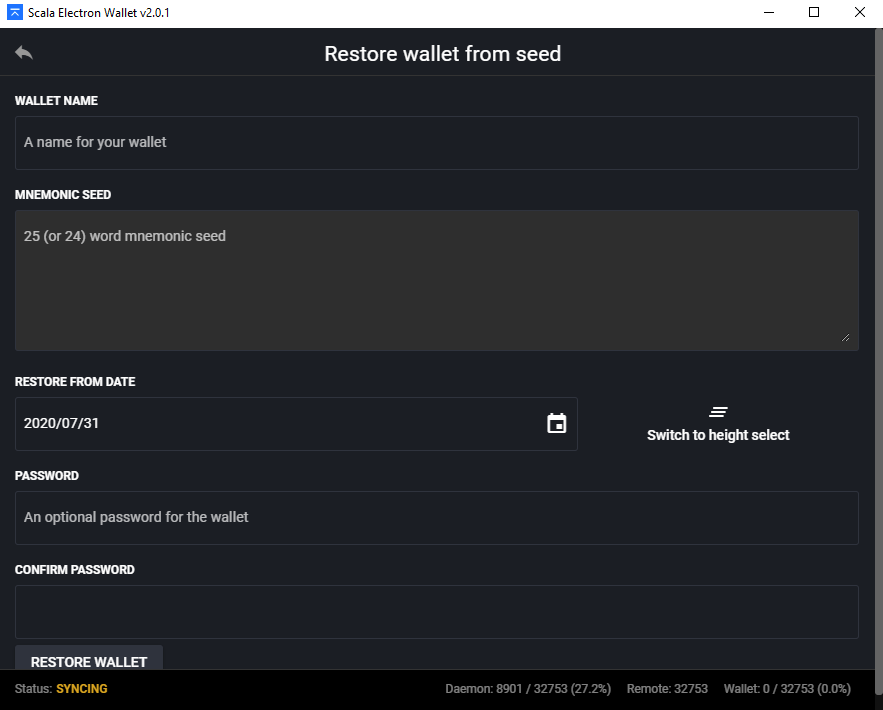 Scala Electron Wallet v2.0.1
Restore wallet from seed
WALLET NAME
A name for your wallet
MNEMONIC SEED
25 (or 24) word mnemonic seed
RESTORE FROM DATE
2020/07/31
Switch to height select
PASSWORD
An optional password for the wallet
CONFIRM PASSWORD
RESTORE WALLET
Status: SYNCING Daemon: 8901 / 32753 (27.2%) Remote: 32753 Wallet: 0 / 32753 (0.0%)